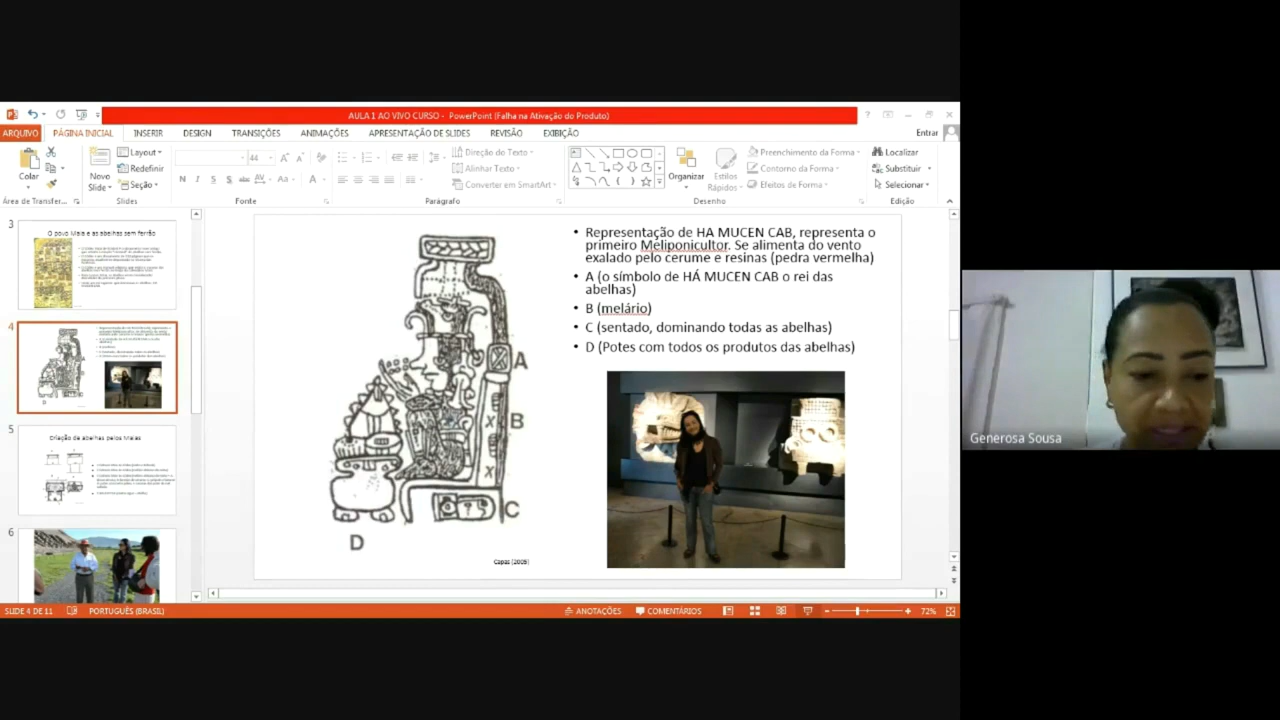 AULA 1 AO VIVO CURSO - PowerPoint (Falha na Ativação do Produto)
ARQUIVO PÁGINA INICIAL INSERIR DESIGN TRANSIÇÕES ANIMAÇÕES APRESENTAÇÃO DE SLIDES REVISÃO EXIBIÇÃO Entrar
Colar
Novo
Slide
Layout
Redefinir
Seção
44
N I S S abc AV Aa A
Direção do Texto
Alinhar Texto
Converter em SmartArt
Organizar
Estilos
Rápidos
Preenchimento da Forma
Contorno da Forma
Efeitos de Forma
Localizar
Substituir
Selecionar
Área de Transfer... Slides Fonte Parágrafo Desenho Edição
3
O povo Maia e as abelhas sem ferrão
4
5
Criação de abelhas pelos Maias
6
• Representação de HA MUCEN CAB, representa o
primeiro Meliponicultor. Se alimenta do vento
exalado pelo cerume e resinas (pedra vermelha)
• A (o símbolo de HÁ MUCEN CAB o rei das
abelhas)
• B (melário)
• C (sentado, dominando todas as abelhas)
• D (Potes com todos os produtos das abelhas)
A
B
C
D
Capas (2005)
Generosa Sousa
SLIDE 4 DE 11 PORTUGUÊS (BRASIL) ANOTAÇÕES COMENTÁRIOS 72%